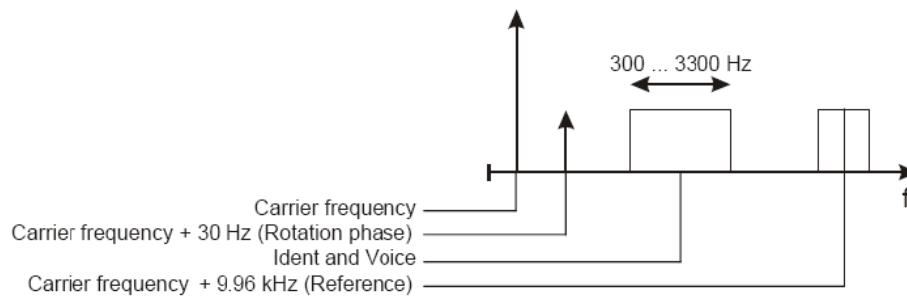 300 ... 3300 Hz
f
Carrier frequency
Carrier frequency + 30 Hz (Rotation phase)
Ident and Voice
Carrier frequency + 9.96 kHz (Reference)